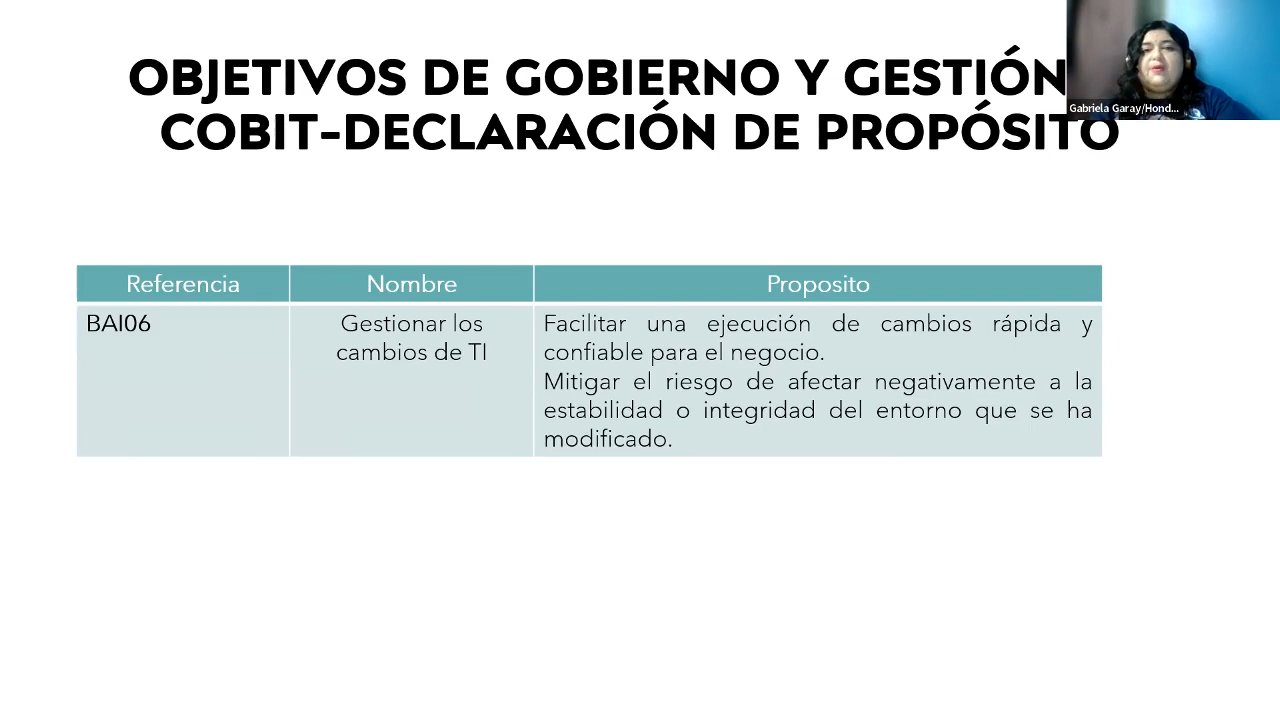 OBJETIVOS DE GOBIERNO Y GESTIÓN
COBIT-DECLARACIÓN DE PROPÓSITO
Gabriela Garay/Hond...
Referencia
Nombre
Proposito
BAI06
Gestionar los
cambios de TI
Facilitar una ejecución de cambios rápida y
confiable para el negocio.
Mitigar el riesgo de afectar negativamente a la
estabilidad o integridad del entorno que se ha
modificado.